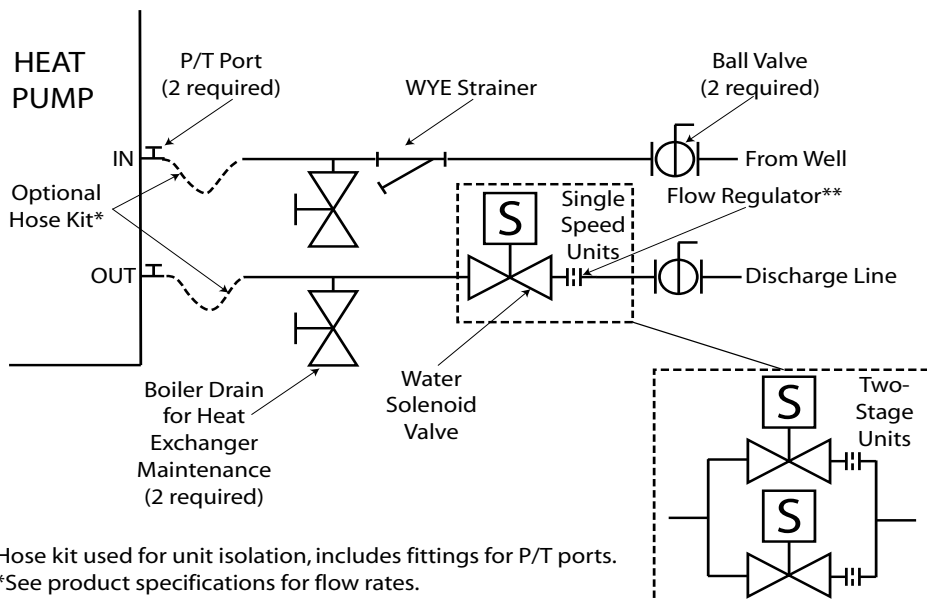 HEAT
PUMP
P/T Port
(2 required)
WYE Strainer
Ball Valve
(2 required)
IN
From Well
Optional
Hose Kit*
Single
Speed
Units
Flow Regulator**
S
OUT
Discharge Line
Boiler Drain
for Heat
Exchanger
Maintenance
(2 required)
Water
Solenoid
Valve
Two-
Stage
Units
S
S
Hose kit used for unit isolation, includes fittings for P/T ports.
*See product specifications for flow rates.